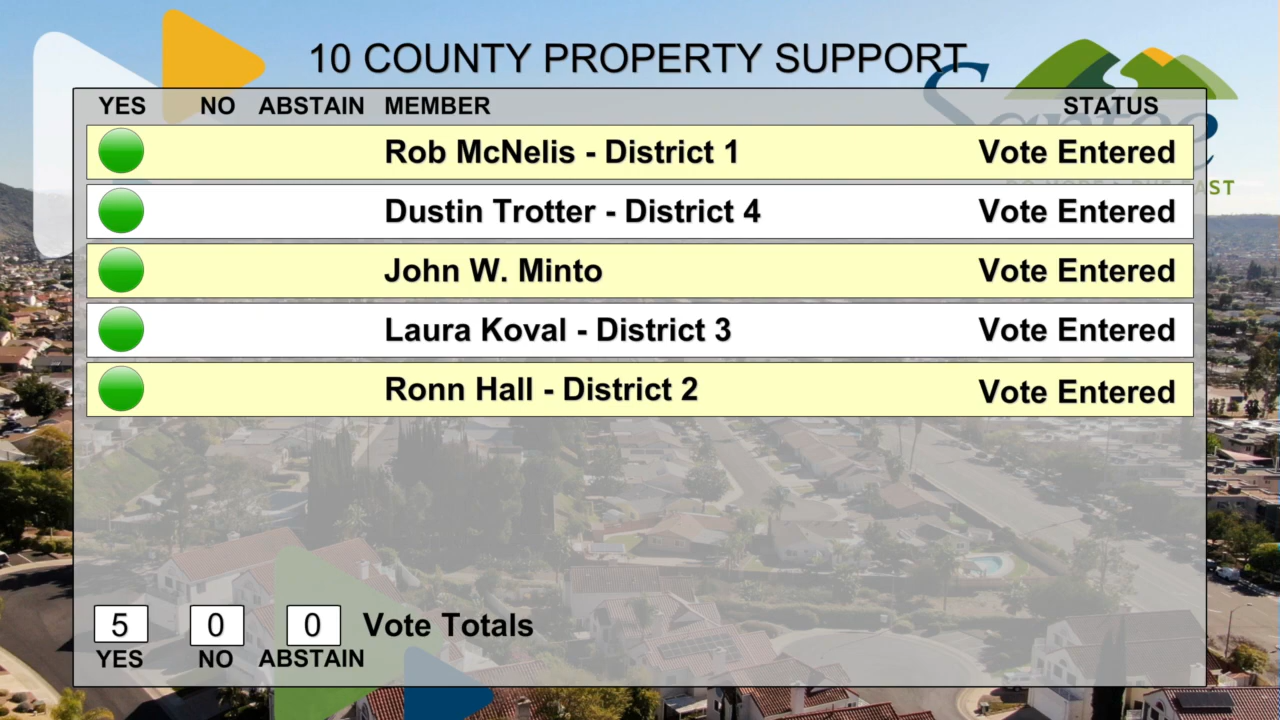 10 COUNTY PROPERTY SUPPORT
YES NO ABSTAIN MEMBER STATUS
Rob McNelis - District 1 Vote Entered
Dustin Trotter - District 4 Vote Entered
John W. Minto Vote Entered
Laura Koval - District 3 Vote Entered
Ronn Hall - District 2 Vote Entered
5 0 0 Vote Totals
YES NO ABSTAIN